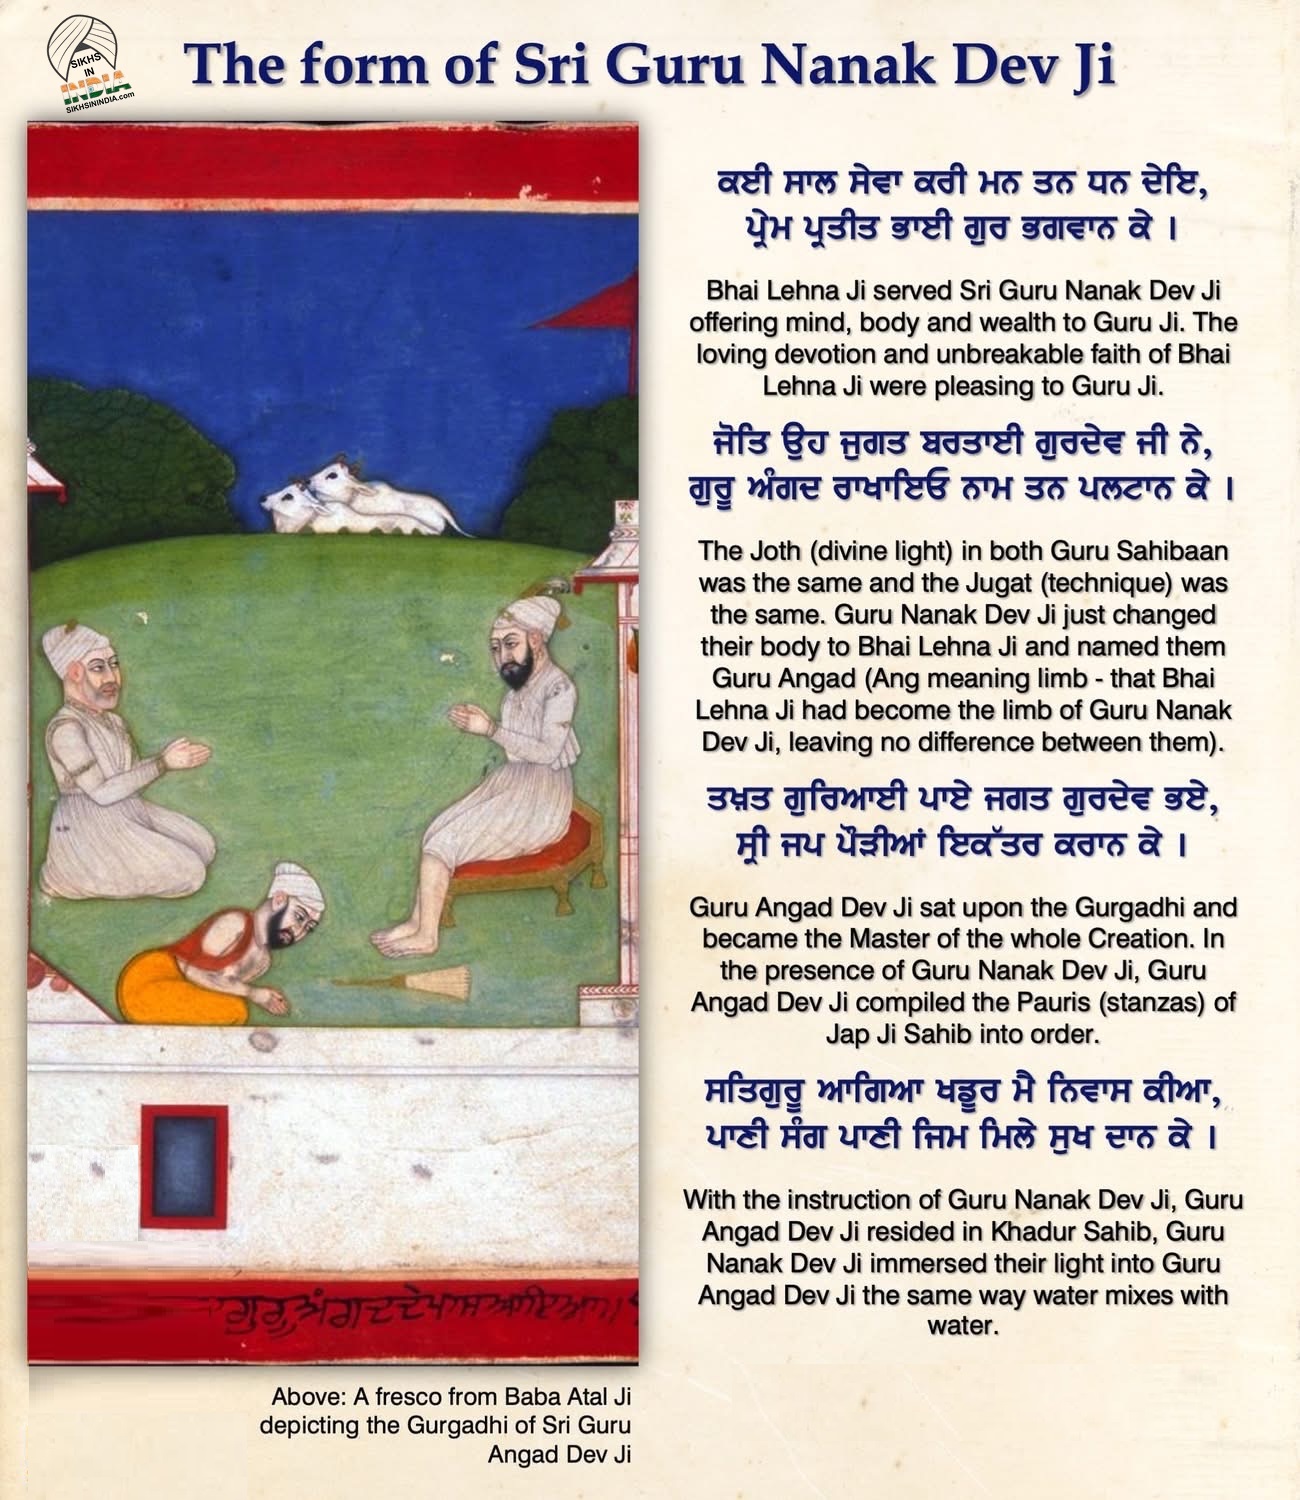 SIKHS
IN
INDIA
SIKHSININDIA.com
The form of Sri Guru Nanak Dev Ji
ਕਈ ਸਾਲ ਸੇਵਾ ਕਰੀ ਮਨ ਤਨ ਧਨ ਦੇਇ,
ਪ੍ਰੇਮ ਪ੍ਰਤੀਤ ਭਾਈ ਗੁਰ ਭਗਵਾਨ ਕੇ ।
Bhai Lehna Ji served Sri Guru Nanak Dev Ji
offering mind, body and wealth to Guru Ji. The
loving devotion and unbreakable faith of Bhai
Lehna Ji were pleasing to Guru Ji.
ਜੋਤਿ ਉਹ ਜੁਗਤ ਬਰਤਾਈ ਗੁਰਦੇਵ ਜੀ ਨੇ,
ਗੁਰੂ ਅੰਗਦ ਰਾਖਾਇਓ ਨਾਮ ਤਨ ਪਲਟਾਨ ਕੇ ।
The Joth (divine light) in both Guru Sahibaan
was the same and the Jugat (technique) was
the same. Guru Nanak Dev Ji just changed
their body to Bhai Lehna Ji and named them
Guru Angad (Ang meaning limb - that Bhai
Lehna Ji had become the limb of Guru Nanak
Dev Ji, leaving no difference between them).
ਤਖ਼ਤ ਗੁਰਿਆਈ ਪਾਏ ਜਗਤ ਗੁਰਦੇਵ ਭਏ,
ਸ੍ਰੀ ਜਪ ਪੌੜੀਆਂ ਇਕੱਤਰ ਕਰਾਨ ਕੇ ।
Guru Angad Dev Ji sat upon the Gurgadhi and
became the Master of the whole Creation. In
the presence of Guru Nanak Dev Ji, Guru
Angad Dev Ji compiled the Pauris (stanzas) of
Jap Ji Sahib into order.
ਸਤਿਗੁਰੂ ਆਗਿਆ ਖਡੂਰ ਮੈ ਨਿਵਾਸ ਕੀਆ,
ਪਾਣੀ ਸੰਗ ਪਾਣੀ ਜਿਮ ਮਿਲੇ ਸੁਖ ਦਾਨ ਕੇ ।
With the instruction of Guru Nanak Dev Ji, Guru
Angad Dev Ji resided in Khadur Sahib, Guru
Nanak Dev Ji immersed their light into Guru
Angad Dev Ji the same way water mixes with
water.
ਗੁਰੂਅੰਗਦਦੇਪਾਸਆਇਆ॥
Above: A fresco from Baba Atal Ji
depicting the Gurgadhi of Sri Guru
Angad Dev Ji